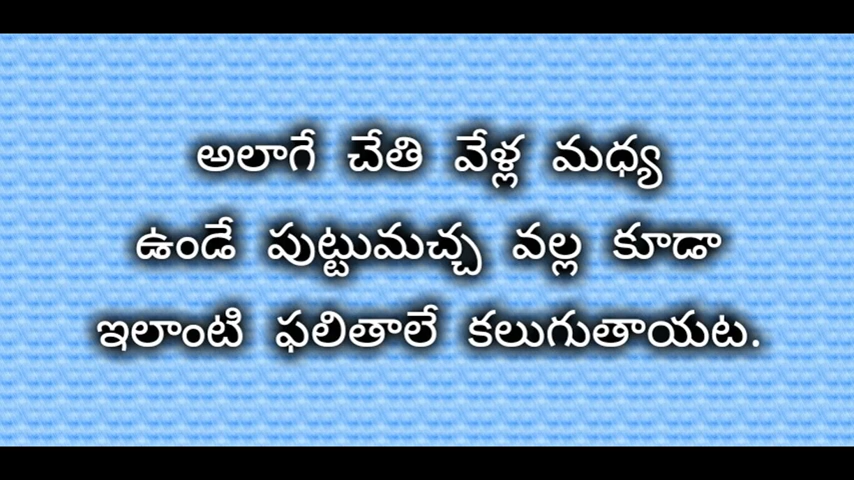 అలాగే చేతి వేళ్ల మధ్య
ఉండే పుట్టుమచ్చ వల్ల కూడా
ఇలాంటి ఫలితాలే కలుగుతాయట.